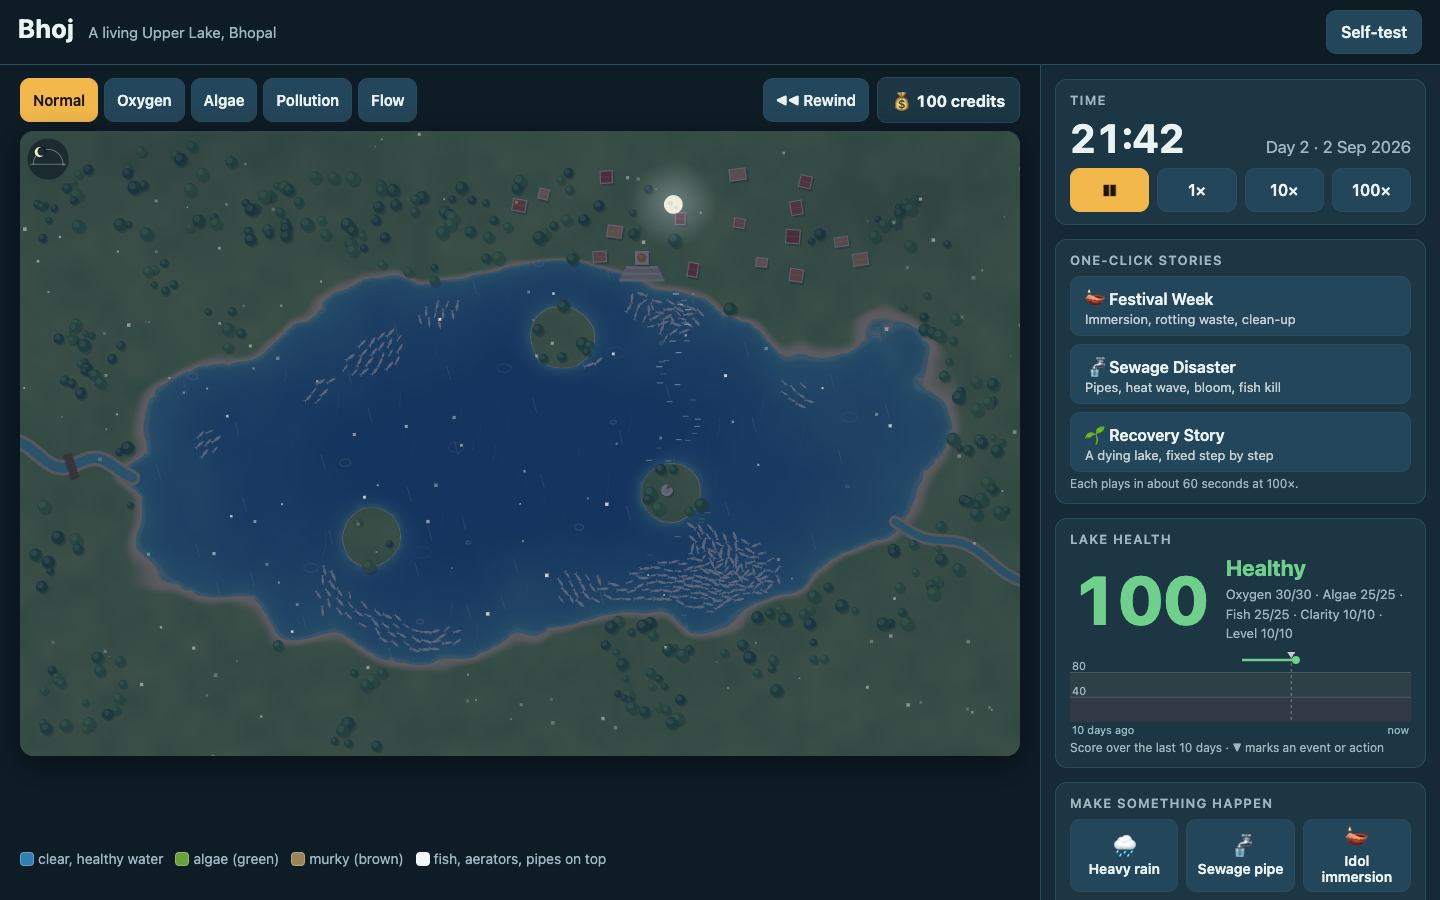 Bhoj
A living Upper Lake, Bhopal
Self-test
Normal
Oxygen
Algae
Pollution
Flow
◀◀ Rewind
💰 100 credits
TIME
21:42
Day 2 · 2 Sep 2026
1×
10×
100×
ONE-CLICK STORIES
Festival Week
Immersion, rotting waste, clean-up
Sewage Disaster
Pipes, heat wave, bloom, fish kill
Recovery Story
A dying lake, fixed step by step
Each plays in about 60 seconds at 100×.
LAKE HEALTH
100
Healthy
Oxygen 30/30 · Algae 25/25 ·
Fish 25/25 · Clarity 10/10 ·
Level 10/10
80
40
10 days ago
now
Score over the last 10 days · ▼ marks an event or action
MAKE SOMETHING HAPPEN
Heavy rain
Sewage pipe
Idol
immersion
clear, healthy water
algae (green)
murky (brown)
fish, aerators, pipes on top